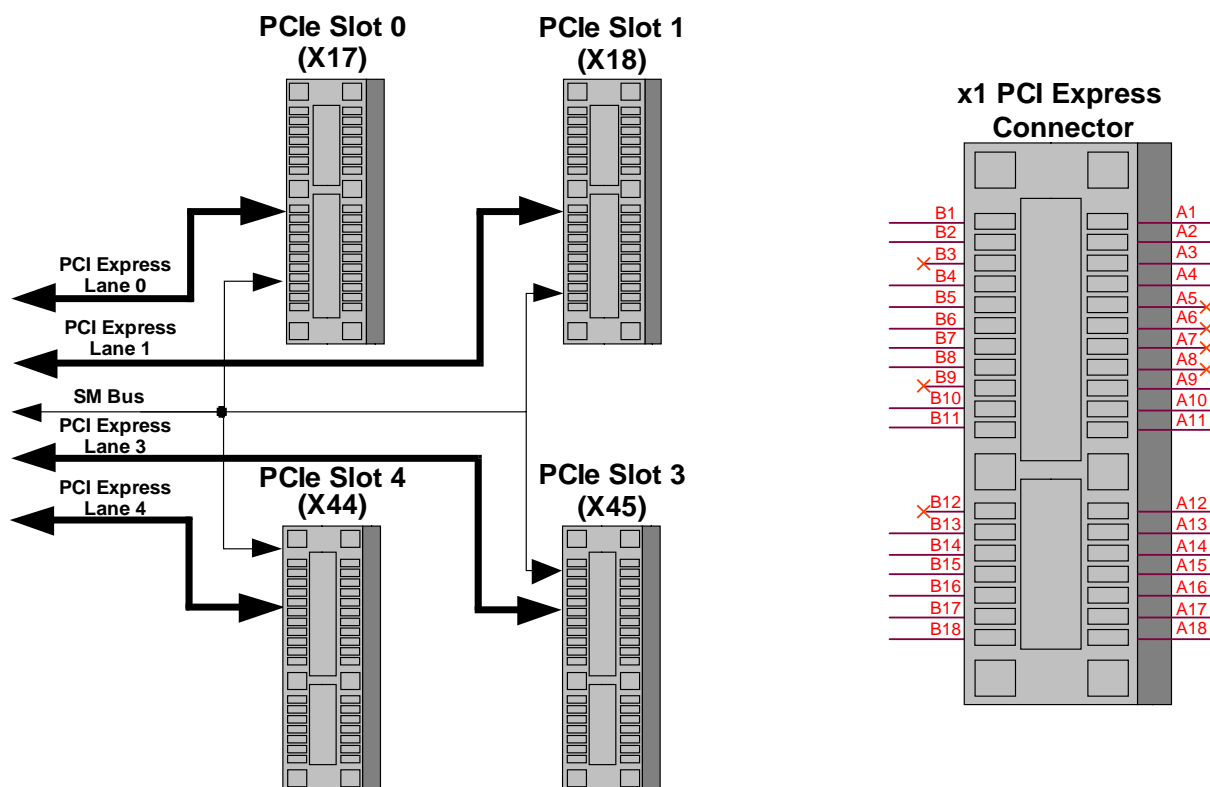 PCIe Slot 0
(X17)
PCIe Slot 1
(X18)
PCI Express
Lane 0
PCI Express
Lane 1
SM Bus
PCI Express
Lane 3
PCI Express
Lane 4
PCIe Slot 4
(X44)
PCIe Slot 3
(X45)
x1 PCI Express
Connector
B1
B2
B3
B4
B5
B6
B7
B8
B9
B10
B11
B12
B13
B14
B15
B16
B17
B18
A1
A2
A3
A4
A5
A6
A7
A8
A9
A10
A11
A12
A13
A14
A15
A16
A17
A18